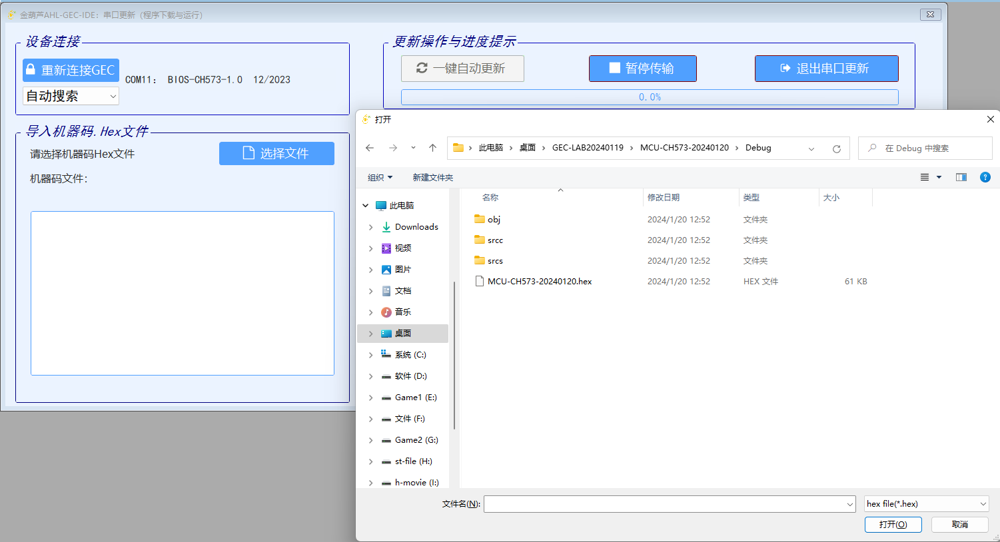 金葫芦AHL-GEC-IDE：串口更新（程序下载与运行）
设备连接
重新连接GEC
COM11： BIOS-CH573-1.0 12/2023
自动搜索
更新操作与进度提示
一键自动更新
暂停传输
退出串口更新
0.0%
导入机器码.Hex文件
请选择机器码Hex文件
选择文件
机器码文件：
打开
此电脑 › 桌面 › GEC-LAB20240119 › MCU-CH573-20240120 › Debug
在 Debug 中搜索
组织
新建文件夹
此电脑
Downloads
视频
图片
文档
音乐
桌面
系统 (C:)
软件 (D:)
Game1 (E:)
文件 (F:)
Game2 (G:)
st-file (H:)
h-movie (I:)
名称 修改日期 类型 大小
obj 2024/1/20 12:52 文件夹
srcc 2024/1/20 12:52 文件夹
srcs 2024/1/20 12:52 文件夹
MCU-CH573-20240120.hex 2024/1/20 12:52 HEX 文件 61 KB
文件名(N):
hex file(*.hex)
打开(O)
取消